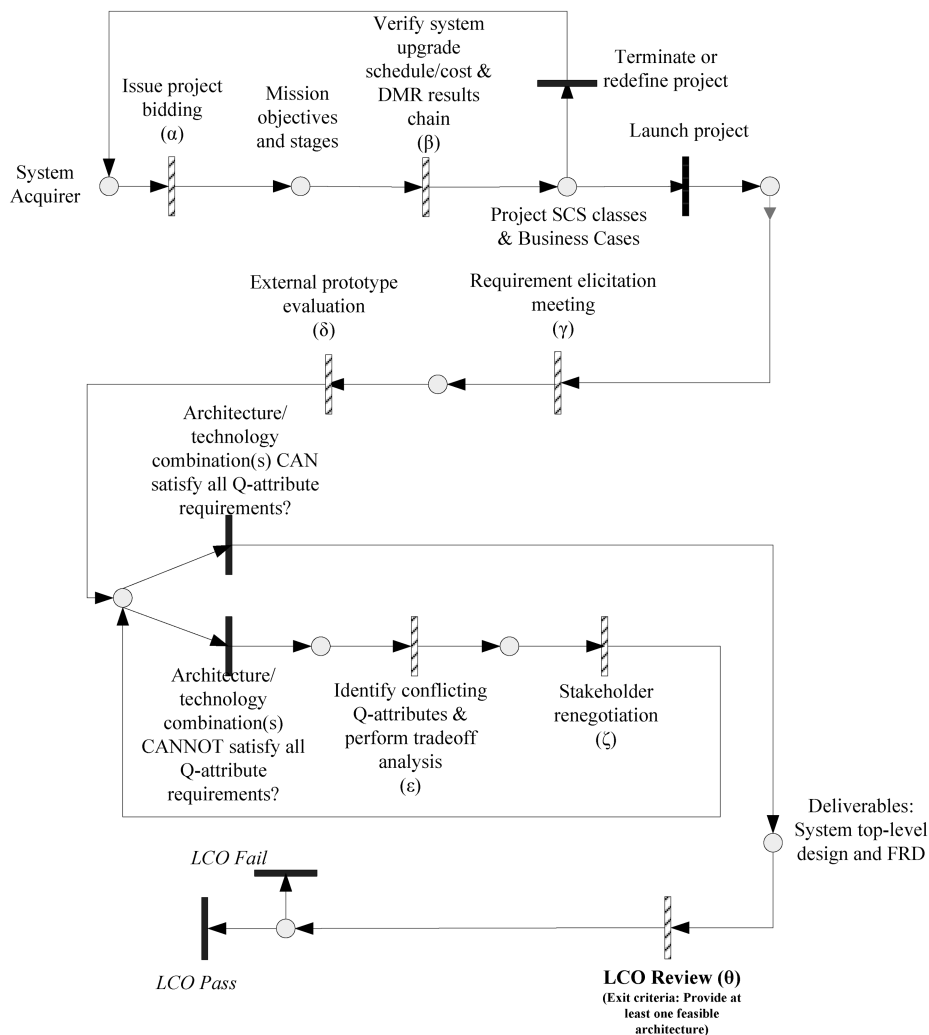 Verify system
upgrade
schedule/cost &
DMR results
chain
(β)
Terminate or
redefine project
Issue project
bidding
(α)
Mission
objectives
and stages
Launch project
System
Acquirer
Project SCS classes
& Business Cases
External prototype
evaluation
(δ)
Requirement elicitation
meeting
(γ)
Architecture/
technology
combination(s) CAN
satisfy all Q-attribute
requirements?
Architecture/
technology
combination(s)
CANNOT satisfy all
Q-attribute
requirements?
Identify conflicting
Q-attributes &
perform tradeoff
analysis
(ε)
Stakeholder
renegotiation
(ζ)
Deliverables:
System top-level
design and FRD
LCO Fail
LCO Pass
LCO Review (θ)
(Exit criteria: Provide at
least one feasible
architecture)